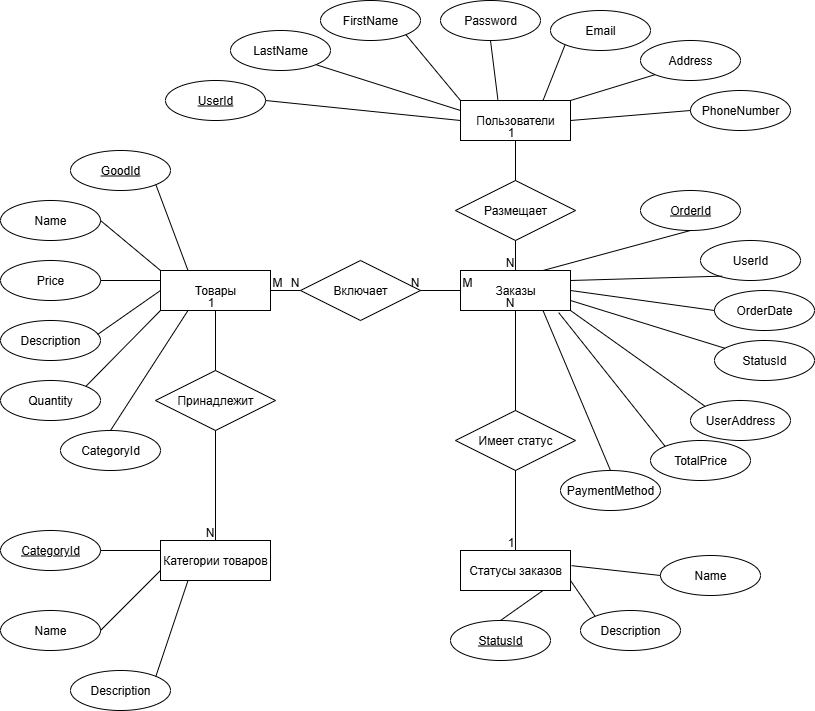 FirstName
Password
Email
LastName
Address
UserId
PhoneNumber
Пользователи
1
GoodId
Размещает
OrderId
Name
N
UserId
Price
Товары
1
M
N
Включает
N
M
Заказы
N
OrderDate
Description
StatusId
Quantity
Принадлежит
UserAddress
CategoryId
Имеет статус
TotalPrice
PaymentMethod
N
1
CategoryId
Категории товаров
Статусы заказов
Name
Name
StatusId
Description
Description